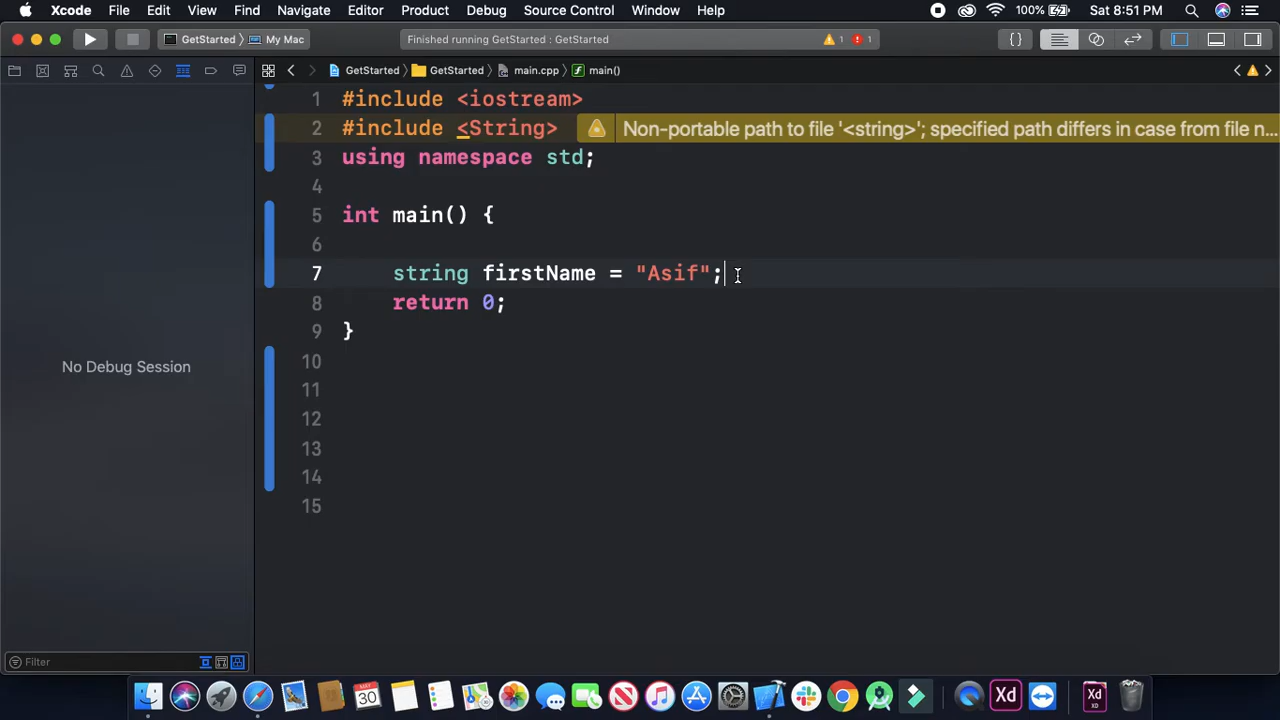 Xcode File Edit View Find Navigate Editor Product Debug Source Control Window Help 100% Sat 8:51 PM
GetStarted 〉 My Mac Finished running GetStarted : GetStarted 1 1 {}
GetStarted 〉 GetStarted 〉 main.cpp 〉 main()
1 #include <iostream>
2 #include <String> Non-portable path to file '<string>'; specified path differs in case from file n...
3 using namespace std;
4
5 int main() {
6
7 string firstName = "Asif";
8 return 0;
9 }
10
11
12
13
14
15
No Debug Session
Filter
30
Xd Xd
XD